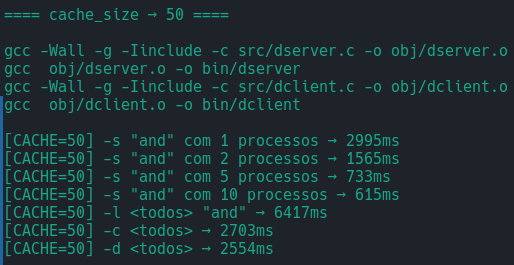 ==== cache_size → 50 ====
gcc -Wall -g -Iinclude -c src/dserver.c -o obj/dserver.o
gcc  obj/dserver.o -o bin/dserver
gcc -Wall -g -Iinclude -c src/dclient.c -o obj/dclient.o
gcc  obj/dclient.o -o bin/dclient
[CACHE=50] -s "and" com 1 processos → 2995ms
[CACHE=50] -s "and" com 2 processos → 1565ms
[CACHE=50] -s "and" com 5 processos → 733ms
[CACHE=50] -s "and" com 10 processos → 615ms
[CACHE=50] -l <todos> "and" → 6417ms
[CACHE=50] -c <todos> → 2703ms
[CACHE=50] -d <todos> → 2554ms